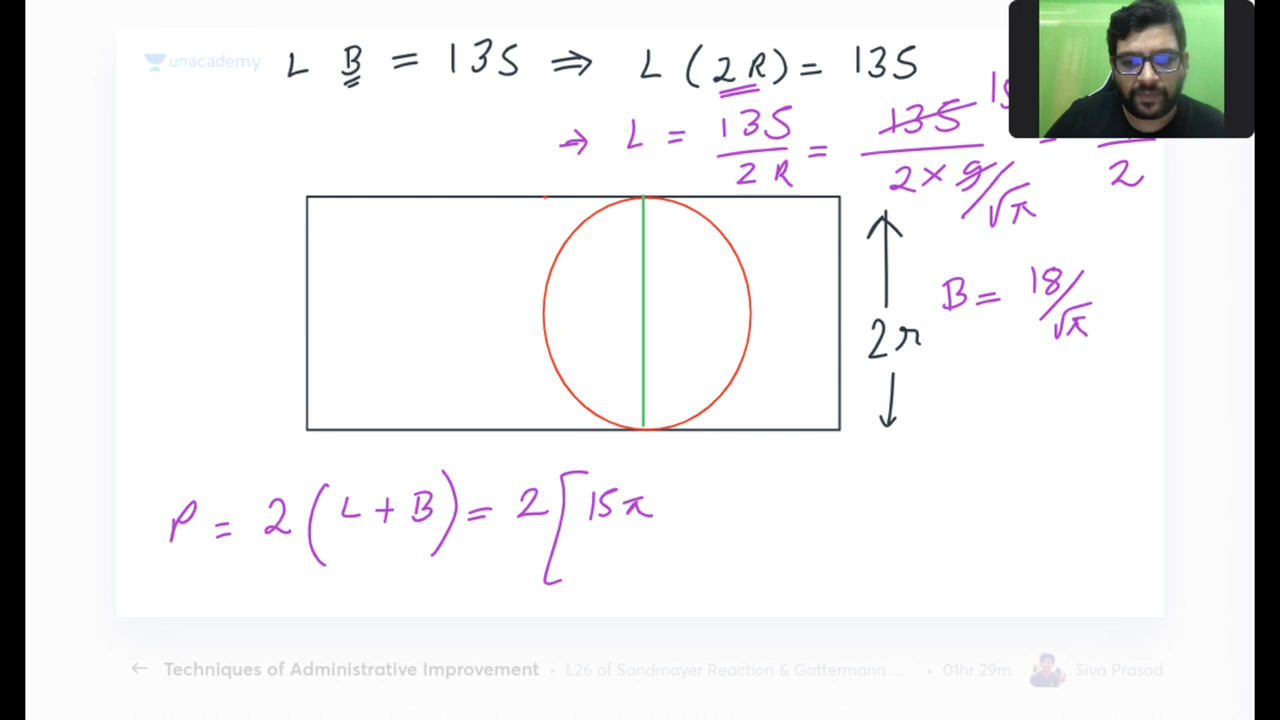 unacademy
L B = 135 ⇒ L (2R) = 135
→ L = 135/2R = 135/(2 × 9/√π) =
B = 18/√π
2r
P = 2(L + B) = 2[15π
Techniques of Administrative Improvement • L26 of Sandmayer Reaction & Gattermann ... • 01hr 29m Siva Prasad